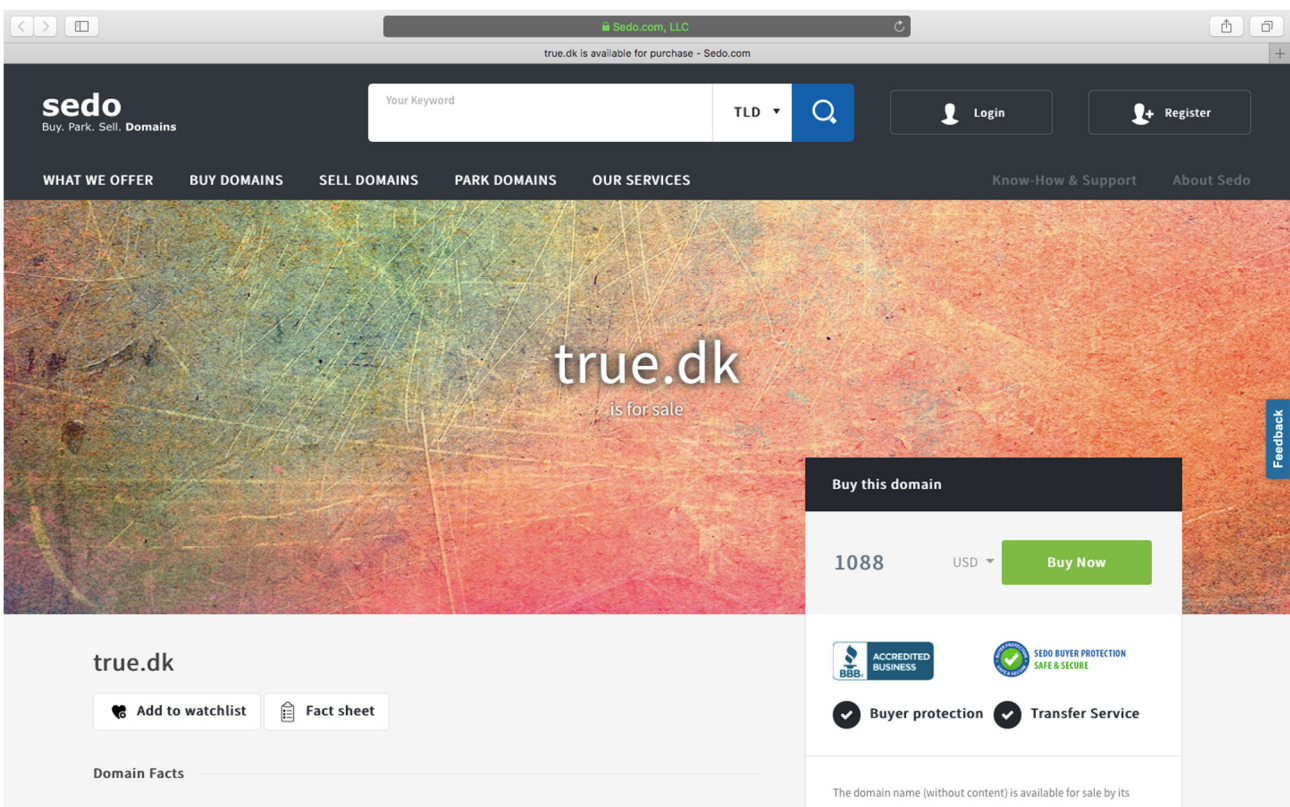 Sedo.com, LLC
true.dk is available for purchase - Sedo.com
sedo
Buy. Park. Sell. Domains
Your Keyword
TLD
Login
Register
WHAT WE OFFER BUY DOMAINS SELL DOMAINS PARK DOMAINS OUR SERVICES Know-How & Support About Sedo
true.dk
is for sale
Feedback
Buy this domain
1088 USD Buy Now
true.dk
BBB. ACCREDITED BUSINESS
SEDO BUYER PROTECTION
SAFE & SECURE
Add to watchlist Fact sheet
Buyer protection Transfer Service
Domain Facts
The domain name (without content) is available for sale by its